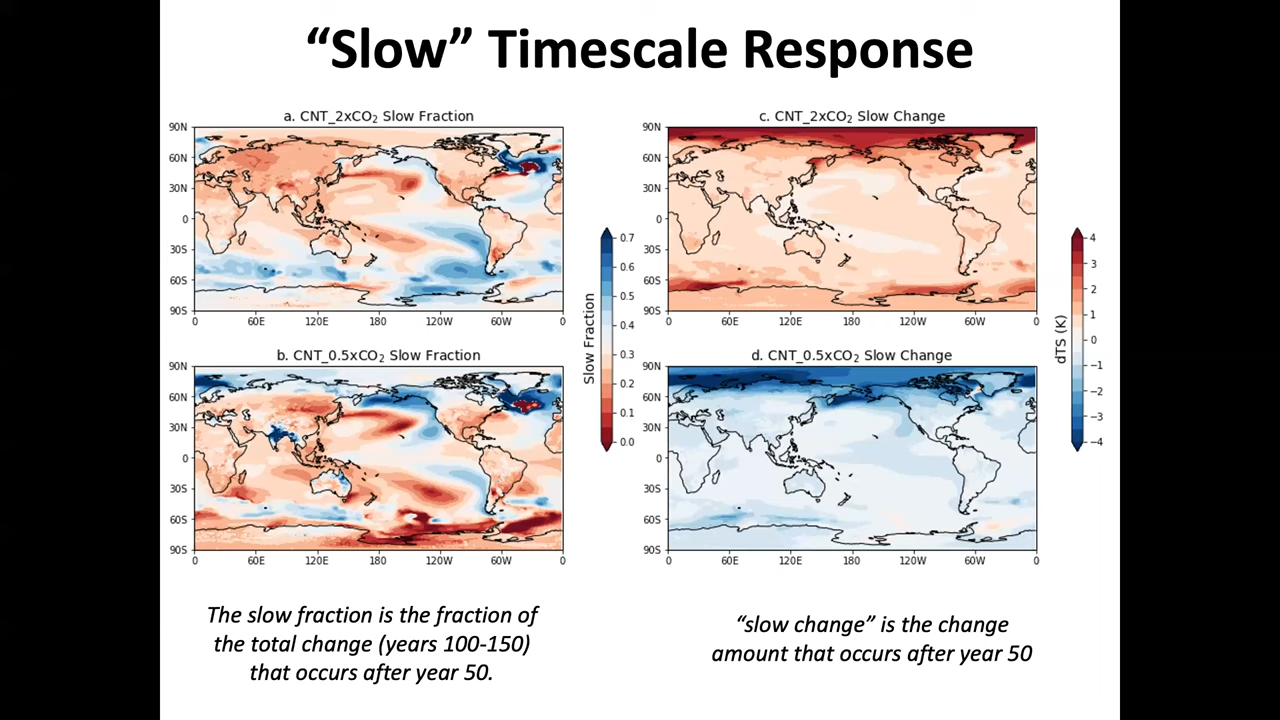 “Slow” Timescale Response
a. CNT_2xCO₂ Slow Fraction
90N
60N
30N
0
30S
60S
90S
0 60E 120E 180 120W 60W 0
b. CNT_0.5xCO₂ Slow Fraction
90N
60N
30N
0
30S
60S
90S
0 60E 120E 180 120W 60W 0
Slow Fraction
0.7
0.6
0.5
0.4
0.3
0.2
0.1
0.0
c. CNT_2xCO₂ Slow Change
90N
60N
30N
0
30S
60S
90S
0 60E 120E 180 120W 60W 0
d. CNT_0.5xCO₂ Slow Change
90N
60N
30N
0
30S
60S
90S
0 60E 120E 180 120W 60W 0
dTS (K)
4
3
2
1
0
−1
−2
−3
−4
The slow fraction is the fraction of
the total change (years 100-150)
that occurs after year 50.
“slow change” is the change
amount that occurs after year 50